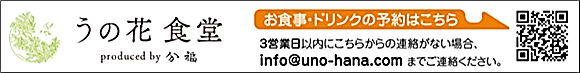 うの花 食堂
produced by 分福
お食事・ドリンクの予約はこちら
3営業日以内にこちらからの連絡がない場合、
info@uno-hana.com までご連絡ください。